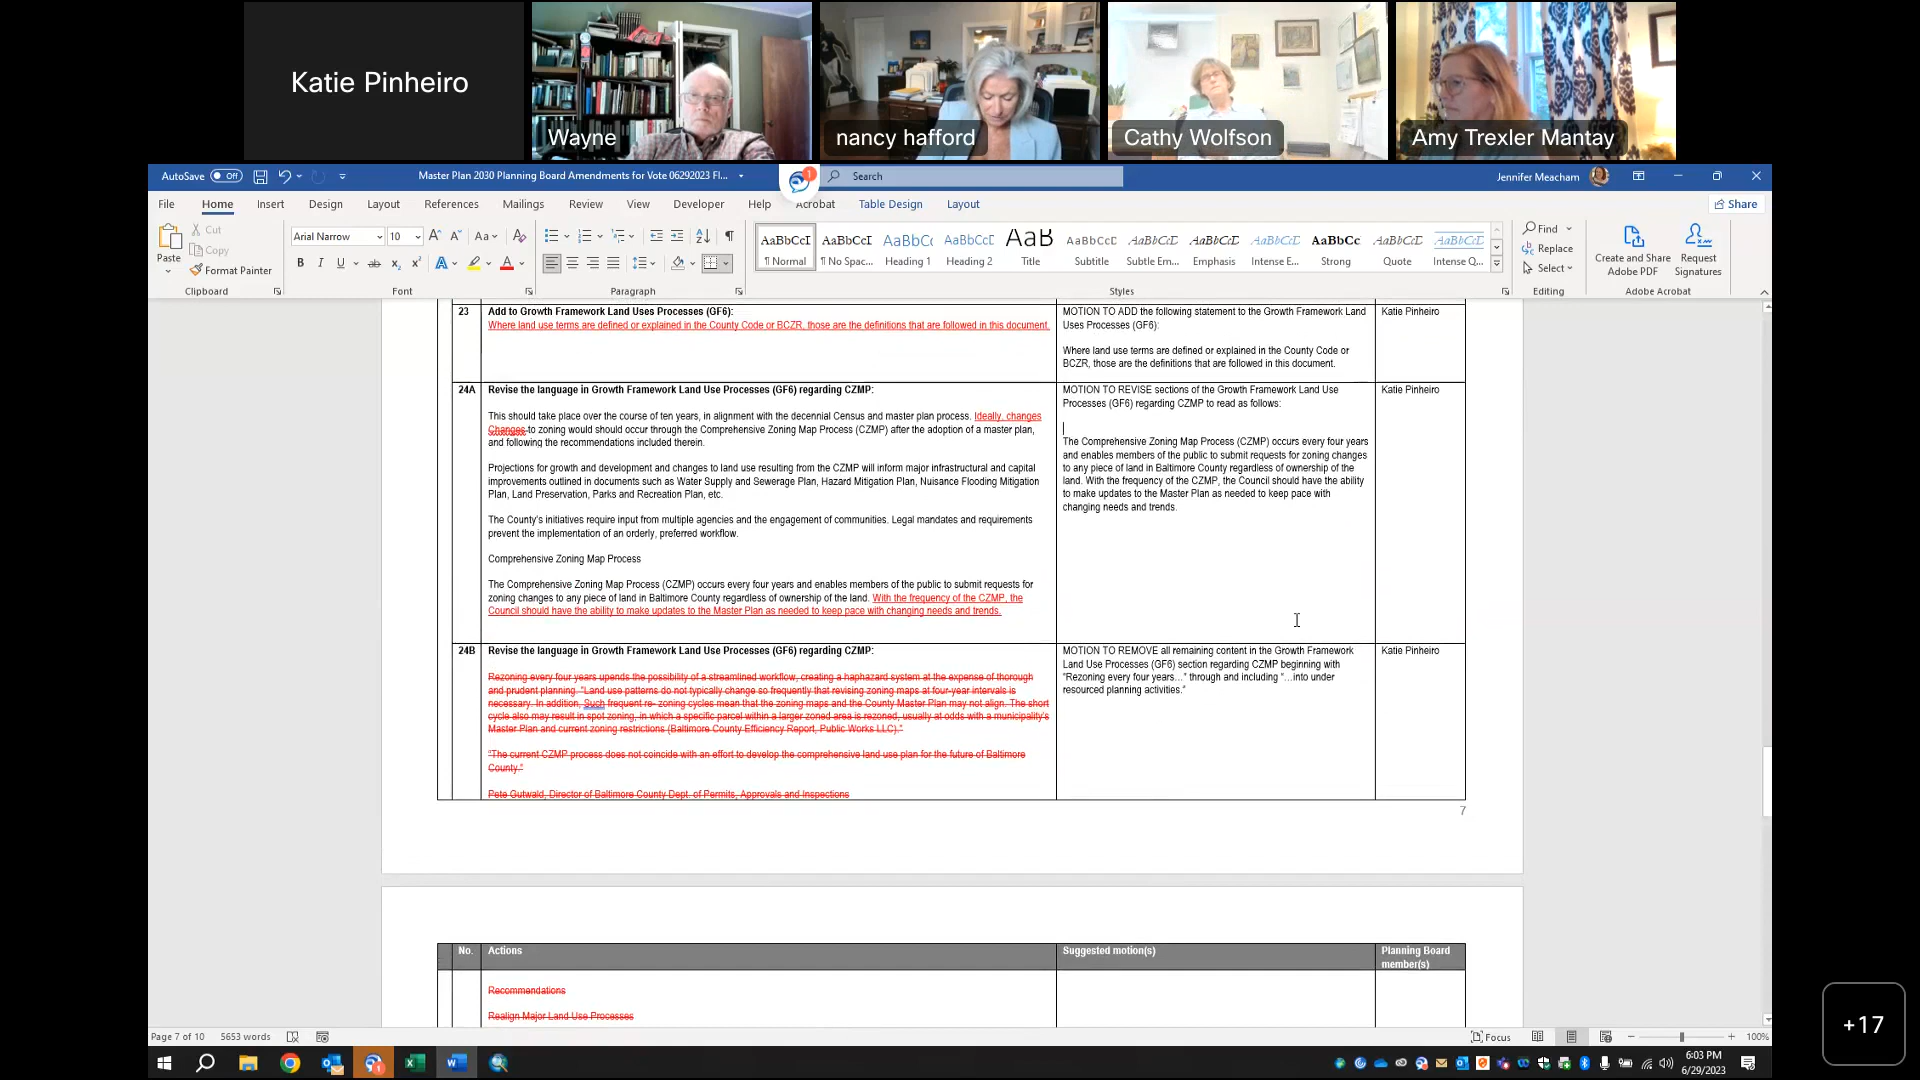 Katie Pinheiro
Wayne
nancy hafford
Cathy Wolfson
Amy Trexler Mantay
AutoSave Off
Master Plan 2030 Planning Board Amendments for Vote 06292023 FI...
1
Search
Jennifer Meacham
File Home Insert Design Layout References Mailings Review View Developer Help Acrobat Table Design Layout
Share
Paste
Cut
Copy
Format Painter
Clipboard
Arial Narrow 10
Font
Paragraph
AaBbCcI AaBbCcI AaBbCc AaBbCcC AaB AaBbCcC AaBbCcC AaBbCcC AaBbCcC AaBbCc AaBbCcC AaBbCcC
¶ Normal ¶ No Spac... Heading 1 Heading 2 Title Subtitle Subtle Em... Emphasis Intense E... Strong Quote Intense Q...
Styles
Find
Replace
Select
Editing
Create and Share
Adobe PDF
Request
Signatures
Adobe Acrobat
23
Add to Growth Framework Land Uses Processes (GF6):
Where land use terms are defined or explained in the County Code or BCZR, those are the definitions that are followed in this document.
MOTION TO ADD the following statement to the Growth Framework Land
Uses Processes (GF6):
Where land use terms are defined or explained in the County Code or
BCZR, those are the definitions that are followed in this document.
Katie Pinheiro
24A
Revise the language in Growth Framework Land Use Processes (GF6) regarding CZMP:
This should take place over the course of ten years, in alignment with the decennial Census and master plan process. Ideally, changes
Changes to zoning would should occur through the Comprehensive Zoning Map Process (CZMP) after the adoption of a master plan,
and following the recommendations included therein.
Projections for growth and development and changes to land use resulting from the CZMP will inform major infrastructural and capital
improvements outlined in documents such as Water Supply and Sewerage Plan, Hazard Mitigation Plan, Nuisance Flooding Mitigation
Plan, Land Preservation, Parks and Recreation Plan, etc.
The County's initiatives require input from multiple agencies and the engagement of communities. Legal mandates and requirements
prevent the implementation of an orderly, preferred workflow.
Comprehensive Zoning Map Process
The Comprehensive Zoning Map Process (CZMP) occurs every four years and enables members of the public to submit requests for
zoning changes to any piece of land in Baltimore County regardless of ownership of the land. With the frequency of the CZMP, the
Council should have the ability to make updates to the Master Plan as needed to keep pace with changing needs and trends.
MOTION TO REVISE sections of the Growth Framework Land Use
Processes (GF6) regarding CZMP to read as follows:
The Comprehensive Zoning Map Process (CZMP) occurs every four years
and enables members of the public to submit requests for zoning changes
to any piece of land in Baltimore County regardless of ownership of the
land. With the frequency of the CZMP, the Council should have the ability
to make updates to the Master Plan as needed to keep pace with
changing needs and trends.
Katie Pinheiro
24B
Revise the language in Growth Framework Land Use Processes (GF6) regarding CZMP:
Rezoning every four years upends the possibility of a streamlined workflow, creating a haphazard system at the expense of thorough
and prudent planning. "Land use patterns do not typically change so frequently that revising zoning maps at four-year intervals is
necessary. In addition, Such frequent re- zoning cycles mean that the zoning maps and the County Master Plan may not align. The short
cycle also may result in spot zoning, in which a specific parcel within a larger zoned area is rezoned, usually at odds with a municipality's
Master Plan and current zoning restrictions (Baltimore County Efficiency Report, Public Works LLC)."
"The current CZMP process does not coincide with an effort to develop the comprehensive land use plan for the future of Baltimore
County."
Pete Gutwald, Director of Baltimore County Dept. of Permits, Approvals and Inspections
MOTION TO REMOVE all remaining content in the Growth Framework
Land Use Processes (GF6) section regarding CZMP beginning with
"Rezoning every four years..." through and including "...into under
resourced planning activities."
Katie Pinheiro
7
No. Actions Suggested motion(s) Planning Board
member(s)
Recommendations
Realign Major Land Use Processes
Page 7 of 10 5653 words
Focus
100%
6:03 PM
6/29/2023
+17